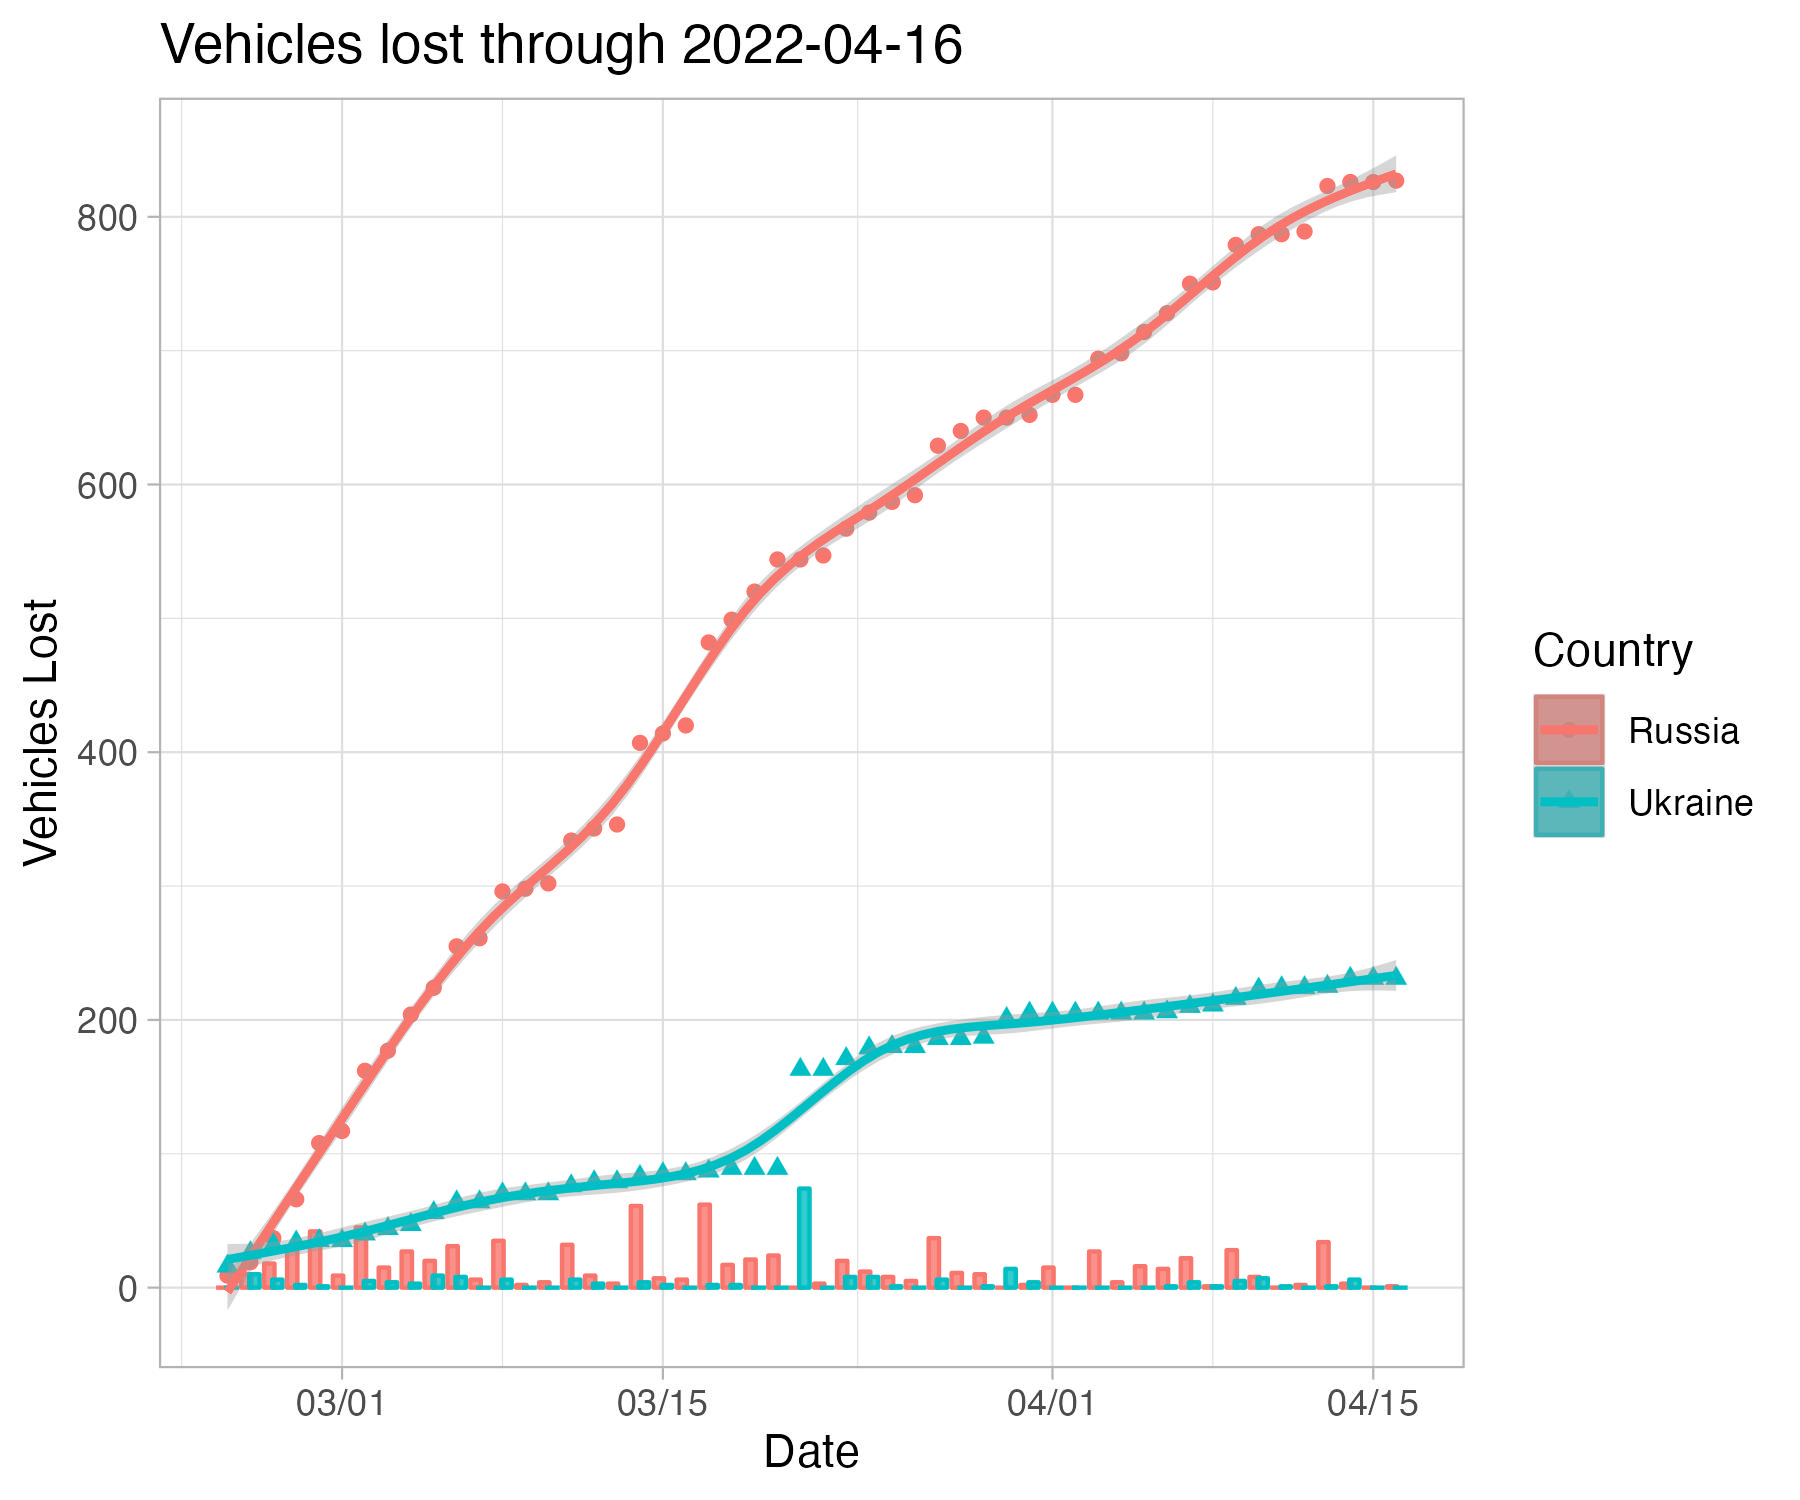 Vehicles lost through 2022-04-16
Vehicles Lost
800
600
400
200
0
03/01
03/15
04/01
04/15
Date
Country
Russia
Ukraine